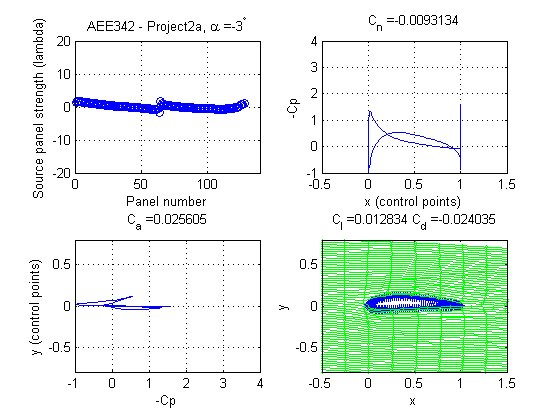 AEE342 - Project2a, α =-3°
C_n =-0.0093134
Source panel strength (lambda)
20
10
0
-10
-20
0
100
Panel number
-Cp
4
3
2
1
0
-1
-0.5
0
0.5
1
1.5
x (control points)
C_a =0.025605
y (control points)
0.5
0
-0.5
-1
0
1
2
3
4
-Cp
C_l =0.012834 C_d =-0.024035
y
0.5
0
-0.5
-0.5
0
0.5
1
1.5
x